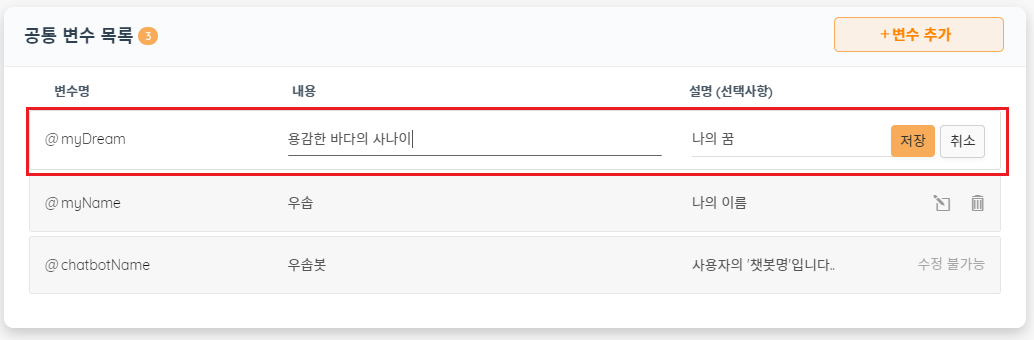 공통 변수 목록 3
+변수 추가
변수명 내용 설명 (선택사항)
@myDream 용감한 바다의 사나이 나의 꿈 저장 취소
@myName 우솝 나의 이름
@chatbotName 우솝봇 사용자의 '챗봇명'입니다.. 수정 불가능